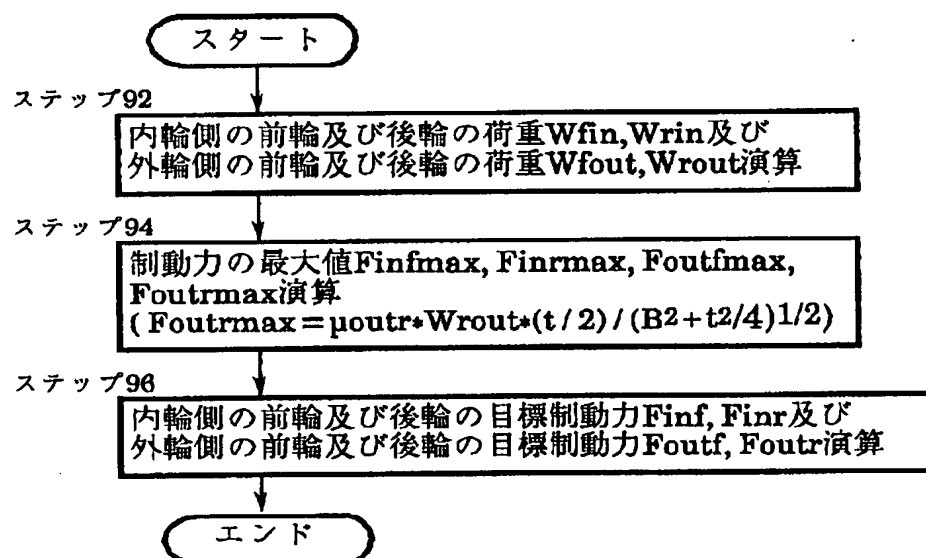 スタート
ステップ92
内輪側の前輪及び後輪の荷重Wfin,Wrin及び
外輪側の前輪及び後輪の荷重Wfout,Wrout演算
ステップ94
制動力の最大値Finfmax, Finrmax, Foutfmax,
Foutrmax演算
( Foutrmax=μoutr*Wrout*(t/2)/(B2+t2/4)1/2)
ステップ96
内輪側の前輪及び後輪の目標制動力Finf, Finr及び
外輪側の前輪及び後輪の目標制動力Foutf, Foutr演算
エンド